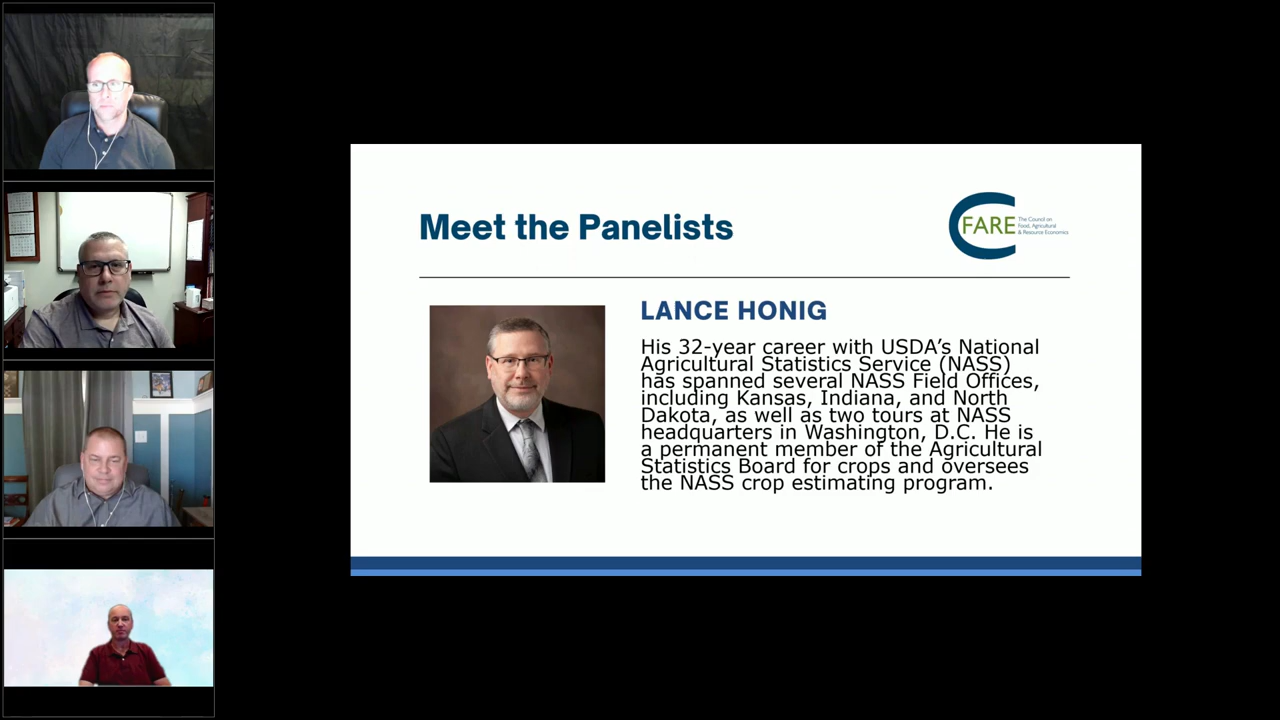 Meet the Panelists
FARE
The Council on
Food, Agricultural
& Resource Economics
LANCE HONIG
His 32-year career with USDA’s National
Agricultural Statistics Service (NASS)
has spanned several NASS Field Offices,
including Kansas, Indiana, and North
Dakota, as well as two tours at NASS
headquarters in Washington, D.C. He is
a permanent member of the Agricultural
Statistics Board for crops and oversees
the NASS crop estimating program.